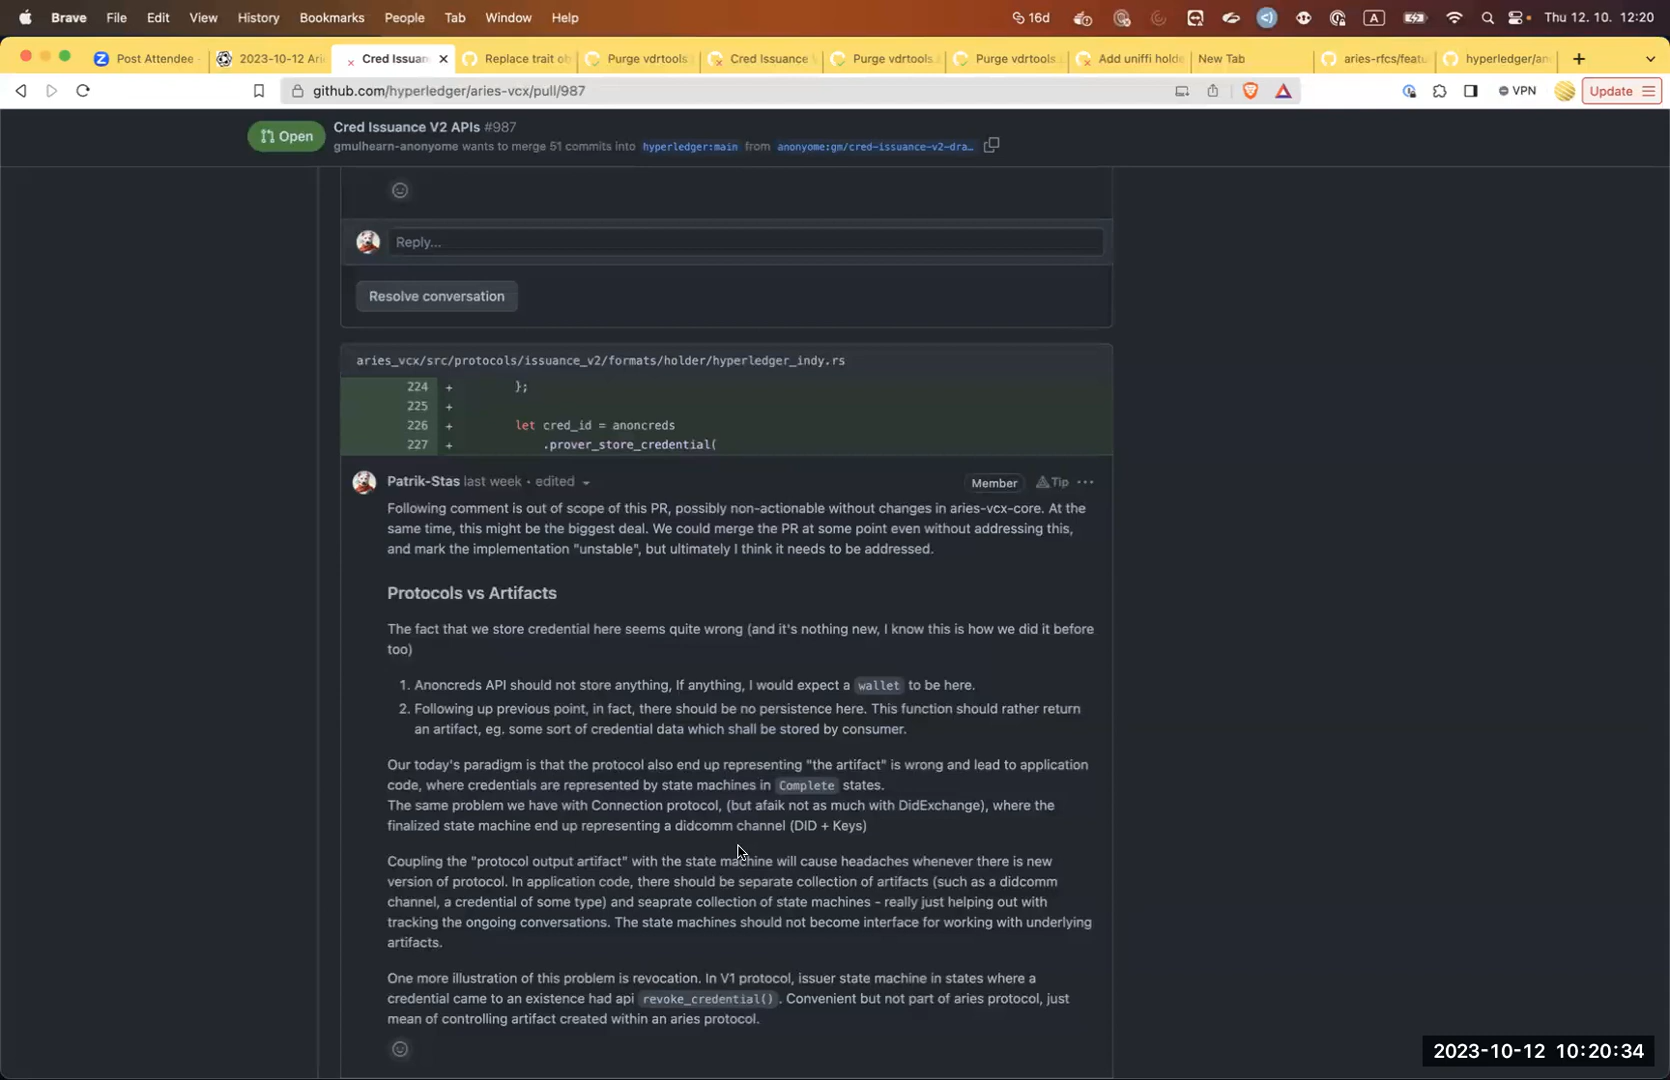 Brave File Edit View History Bookmarks People Tab Window Help 16d A Thu 12. 10. 12:20
Post Attendee 2023-10-12 Ari Cred Issuan Replace trait ob Purge vdrtools Cred Issuance Purge vdrtools Purge vdrtools Add uniffi holde New Tab aries-rfcs/featu hyperledger/an
github.com/hyperledger/aries-vcx/pull/987 VPN Update
Open
Cred Issuance V2 APIs #987
gmulhearn-anonyome wants to merge 51 commits into hyperledger:main from anonyome:gm/cred-issuance-v2-dra…
Reply...
Resolve conversation
aries_vcx/src/protocols/issuance_v2/formats/holder/hyperledger_indy.rs
224 + };
225 +
226 + let cred_id = anoncreds
227 + .prover_store_credential(
Patrik-Stas last week • edited Member Tip
Following comment is out of scope of this PR, possibly non-actionable without changes in aries-vcx-core. At the
same time, this might be the biggest deal. We could merge the PR at some point even without addressing this,
and mark the implementation "unstable", but ultimately I think it needs to be addressed.
Protocols vs Artifacts
The fact that we store credential here seems quite wrong (and it's nothing new, I know this is how we did it before
too)
1. Anoncreds API should not store anything, If anything, I would expect a wallet to be here.
2. Following up previous point, in fact, there should be no persistence here. This function should rather return
an artifact, eg. some sort of credential data which shall be stored by consumer.
Our today's paradigm is that the protocol also end up representing "the artifact" is wrong and lead to application
code, where credentials are represented by state machines in Complete states.
The same problem we have with Connection protocol, (but afaik not as much with DidExchange), where the
finalized state machine end up representing a didcomm channel (DID + Keys)
Coupling the "protocol output artifact" with the state machine will cause headaches whenever there is new
version of protocol. In application code, there should be separate collection of artifacts (such as a didcomm
channel, a credential of some type) and seaprate collection of state machines - really just helping out with
tracking the ongoing conversations. The state machines should not become interface for working with underlying
artifacts.
One more illustration of this problem is revocation. In V1 protocol, issuer state machine in states where a
credential came to an existence had api revoke_credential() . Convenient but not part of aries protocol, just
mean of controlling artifact created within an aries protocol.
2023-10-12 10:20:34